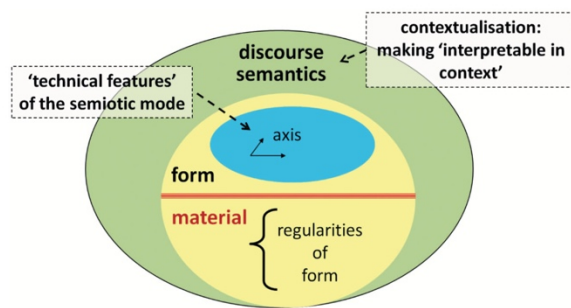 contextualisation:
making ‘interpretable in
context’
discourse
semantics
‘technical features’
of the semiotic mode
axis
form
material
regularities
of
form